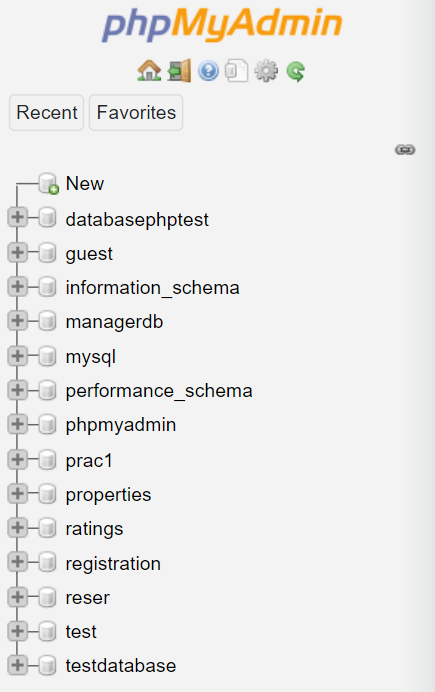 phpMyAdmin
Recent Favorites
New
databasephptest
guest
information_schema
managerdb
mysql
performance_schema
phpmyadmin
prac1
properties
ratings
registration
reser
test
testdatabase